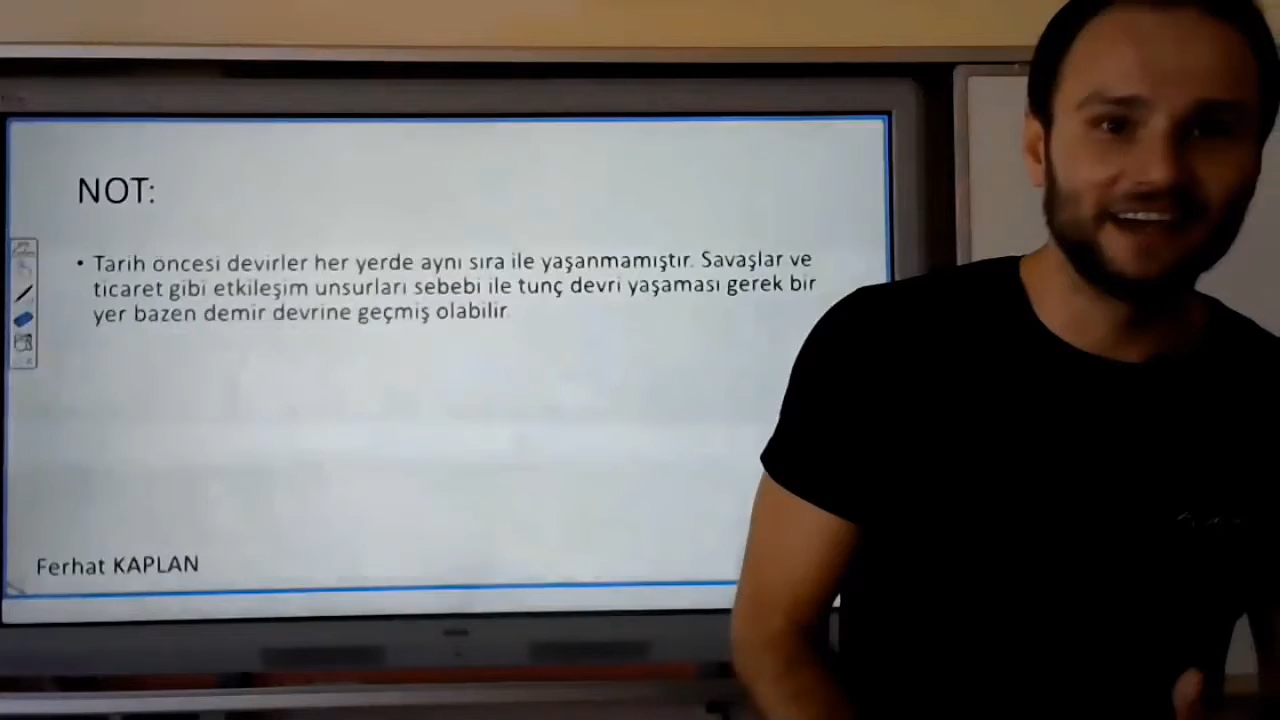 NOT:
• Tarih öncesi devirler her yerde aynı sıra ile yaşanmamıştır. Savaşlar ve
ticaret gibi etkileşim unsurları sebebi ile tunç devri yaşaması gerek bir
yer bazen demir devrine geçmiş olabilir
Ferhat KAPLAN